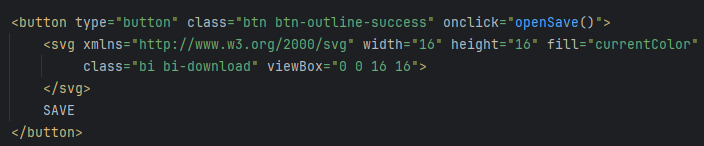 <button type="button" class="btn btn-outline-success" onclick="openSave()">
<svg xmlns="http://www.w3.org/2000/svg" width="16" height="16" fill="currentColor"
class="bi bi-download" viewBox="0 0 16 16">
</svg>
SAVE
</button>